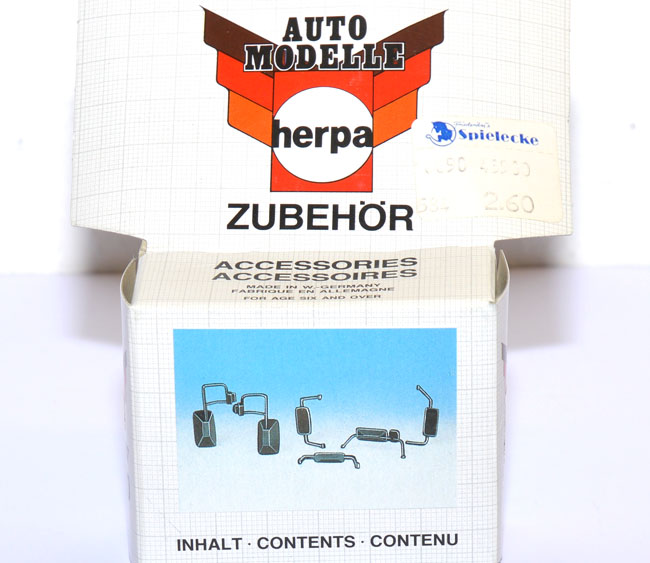 AUTO
MODELLE
herpa
Spielecke
2.60
ZUBEHÖR
ACCESSORIES
ACCESSOIRES
MADE IN W.-GERMANY
FABRIQUE EN ALLEMAGNE
FOR AGE SIX AND OVER
INHALT · CONTENTS · CONTENU